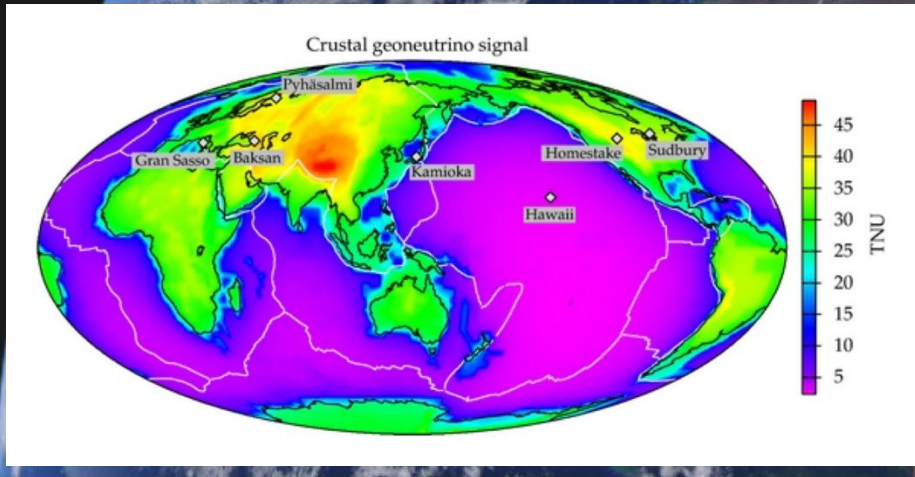 Crustal geoneutrino signal
Pyhäsalmi
Gran Sasso
Baksan
Kamioka
Homestake
Sudbury
Hawaii
45
40
35
30
25
20
15
10
5
TNU